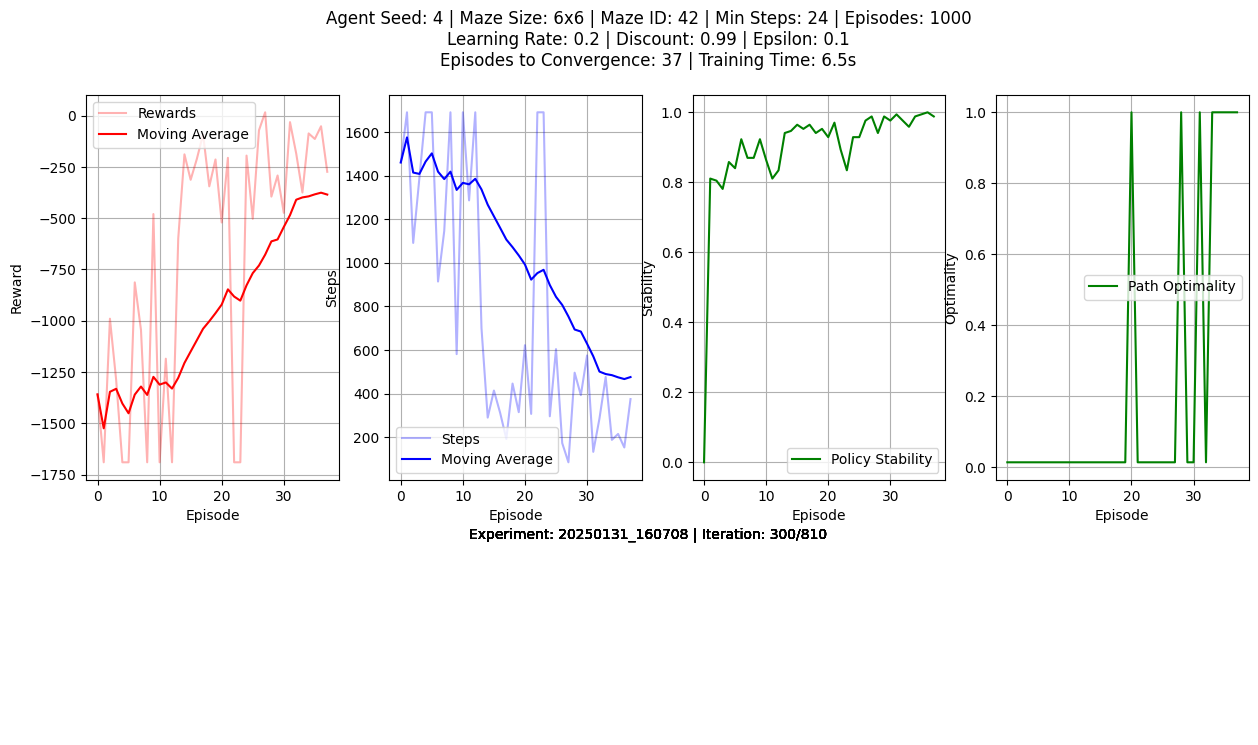 Agent Seed: 4 | Maze Size: 6x6 | Maze ID: 42 | Min Steps: 24 | Episodes: 1000
Learning Rate: 0.2 | Discount: 0.99 | Epsilon: 0.1
Episodes to Convergence: 37 | Training Time: 6.5s
Reward
0
−250
−500
−750
−1000
−1250
−1500
−1750
Rewards
Moving Average
0
10
20
30
Episode
Steps
1600
1400
1200
1000
800
600
400
200
Steps
Moving Average
0
10
20
30
Episode
Stability
1.0
0.8
0.6
0.4
0.2
0.0
Policy Stability
0
10
20
30
Episode
Optimality
1.0
0.8
0.6
0.4
0.2
0.0
Path Optimality
0
10
20
30
Episode
Experiment: 20250131_160708 | Iteration: 300/810